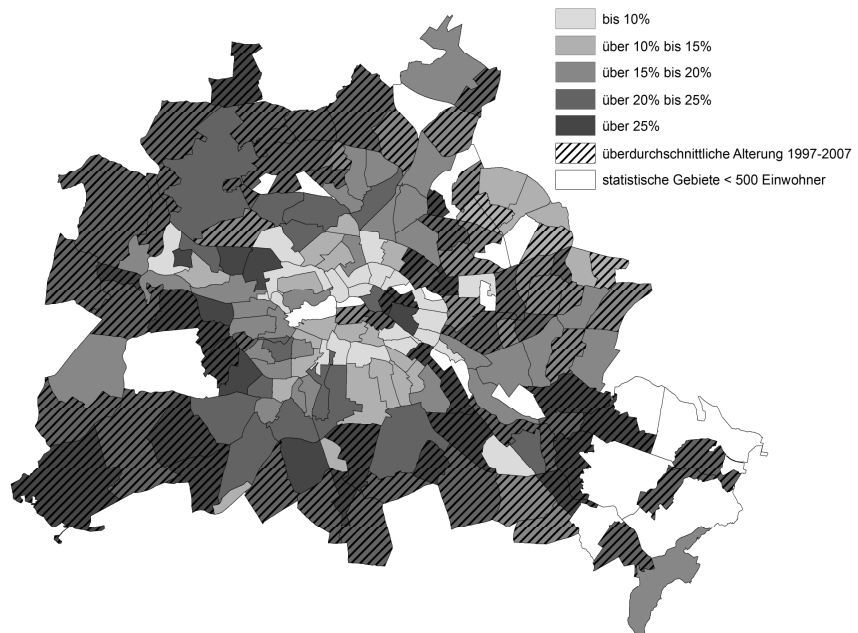 bis 10%
über 10% bis 15%
über 15% bis 20%
über 20% bis 25%
über 25%
überdurchschnittliche Alterung 1997-2007
statistische Gebiete < 500 Einwohner